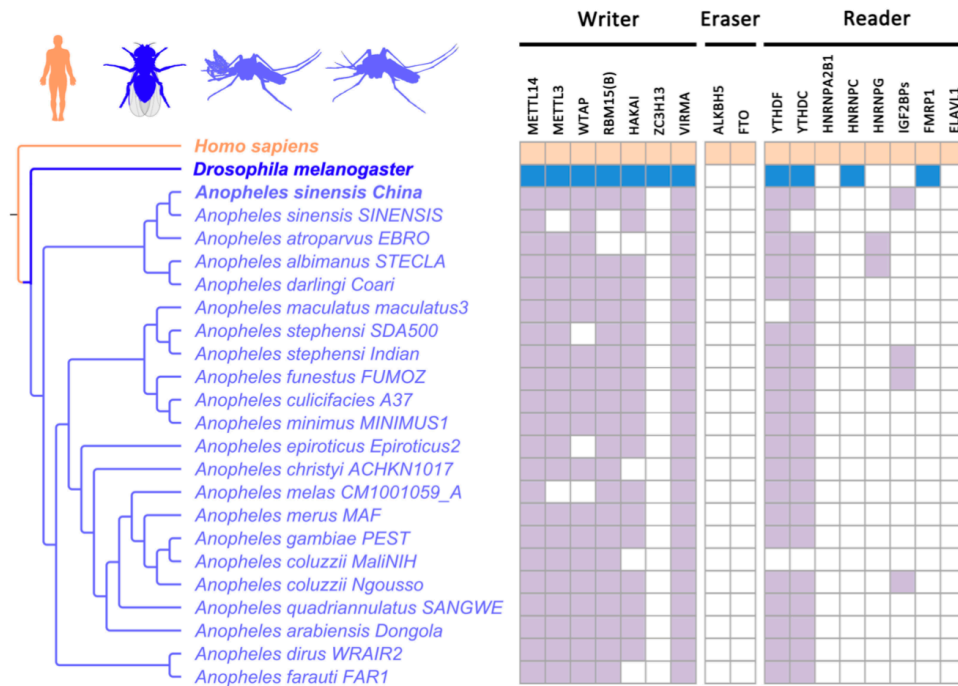 Writer Eraser Reader
METTL14 METTL3 WTAP RBM15(B) HAKAI ZC3H13 VIRMA ALKBH5 FTO YTHDF YTHDC HNRNPA2B1 HNRNPC HNRNPG IGF2BPs FMRP1 ELAVL1
Homo sapiens
Drosophila melanogaster
Anopheles sinensis China
Anopheles sinensis SINENSIS
Anopheles atroparvus EBRO
Anopheles albimanus STECLA
Anopheles darlingi Coari
Anopheles maculatus maculatus3
Anopheles stephensi SDA500
Anopheles stephensi Indian
Anopheles funestus FUMOZ
Anopheles culicifacies A37
Anopheles minimus MINIMUS1
Anopheles epiroticus Epiroticus2
Anopheles christyi ACHKN1017
Anopheles melas CM1001059_A
Anopheles merus MAF
Anopheles gambiae PEST
Anopheles coluzzii MaliNIH
Anopheles coluzzii Ngousso
Anopheles quadriannulatus SANGWE
Anopheles arabiensis Dongola
Anopheles dirus WRAIR2
Anopheles farauti FAR1